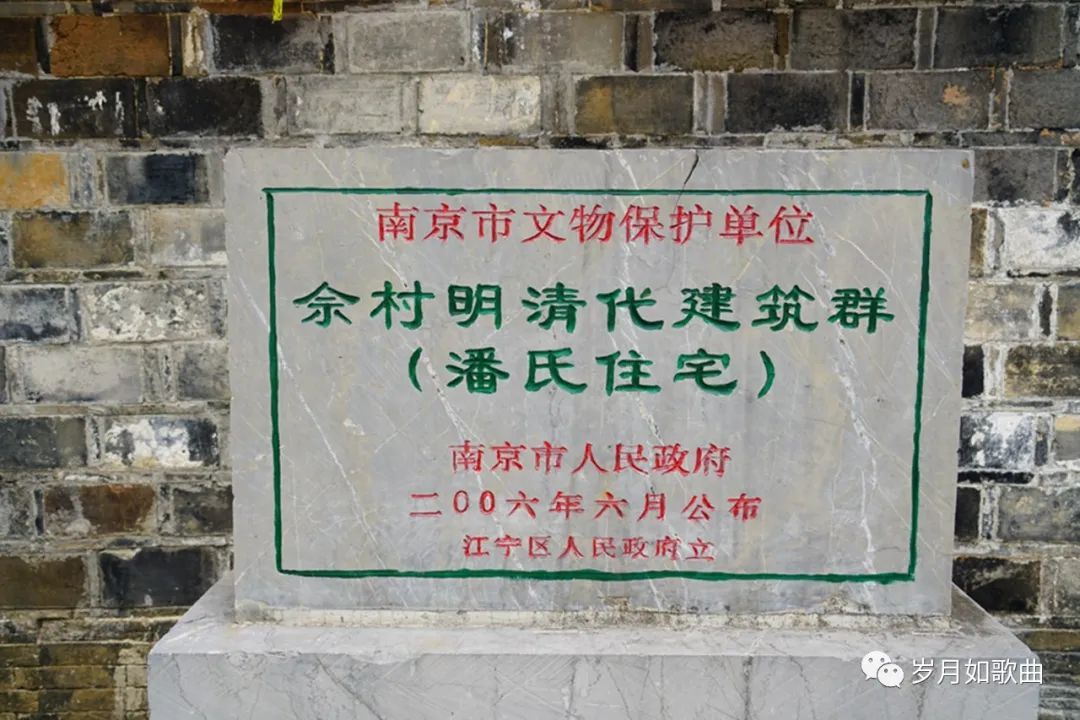 南京市文物保护单位
佘村明清代建筑群
(潘氏住宅)
南京市人民政府
二00六年六月公布
江宁区人民政府立
岁月如歌曲